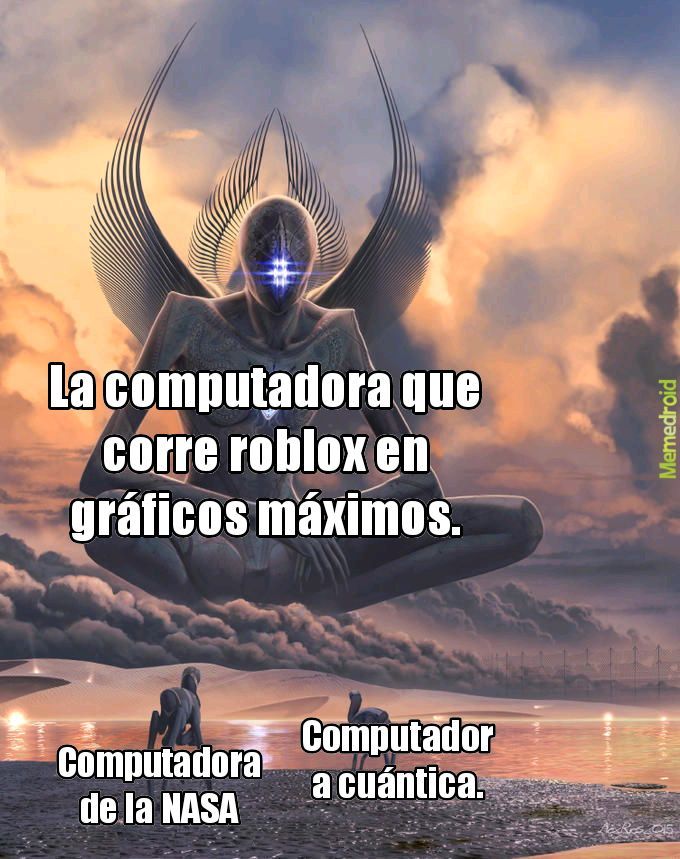 La computadora que
corre roblox en
gráficos máximos.
Computadora
de la NASA
Computador
a cuántica.
Memedroid